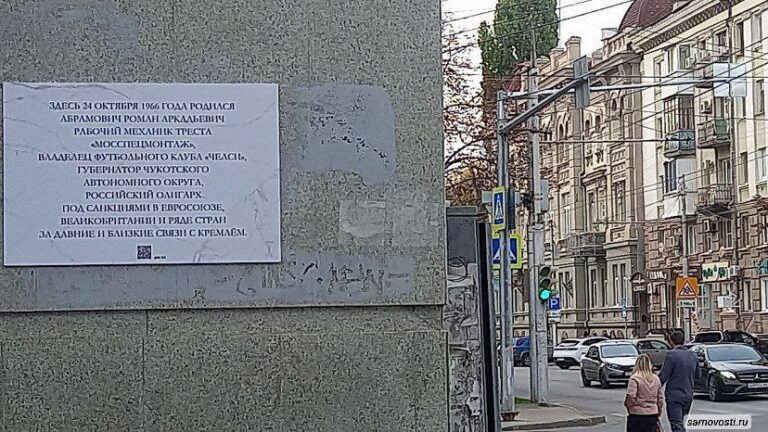 ЗДЕСЬ 24 ОКТЯБРЯ 1966 ГОДА РОДИЛСЯ
АБРАМОВИЧ РОМАН АРКАДЬЕВИЧ
РАБОЧИЙ МЕХАНИК ТРЕСТА
«МОССПЕЦМОНТАЖ»,
ВЛАДЕЛЕЦ ФУТБОЛЬНОГО КЛУБА «ЧЕЛСИ»,
ГУБЕРНАТОР ЧУКОТСКОГО
АВТОНОМНОГО ОКРУГА,
РОССИЙСКИЙ ОЛИГАРХ.
ПОД САНКЦИЯМИ В ЕВРОСОЮЗЕ,
ВЕЛИКОБРИТАНИИ И РЯДЕ СТРАН
ЗА ДАВНИЕ И БЛИЗКИЕ СВЯЗИ С КРЕМЛЁМ.
P
sarnovosti.ru